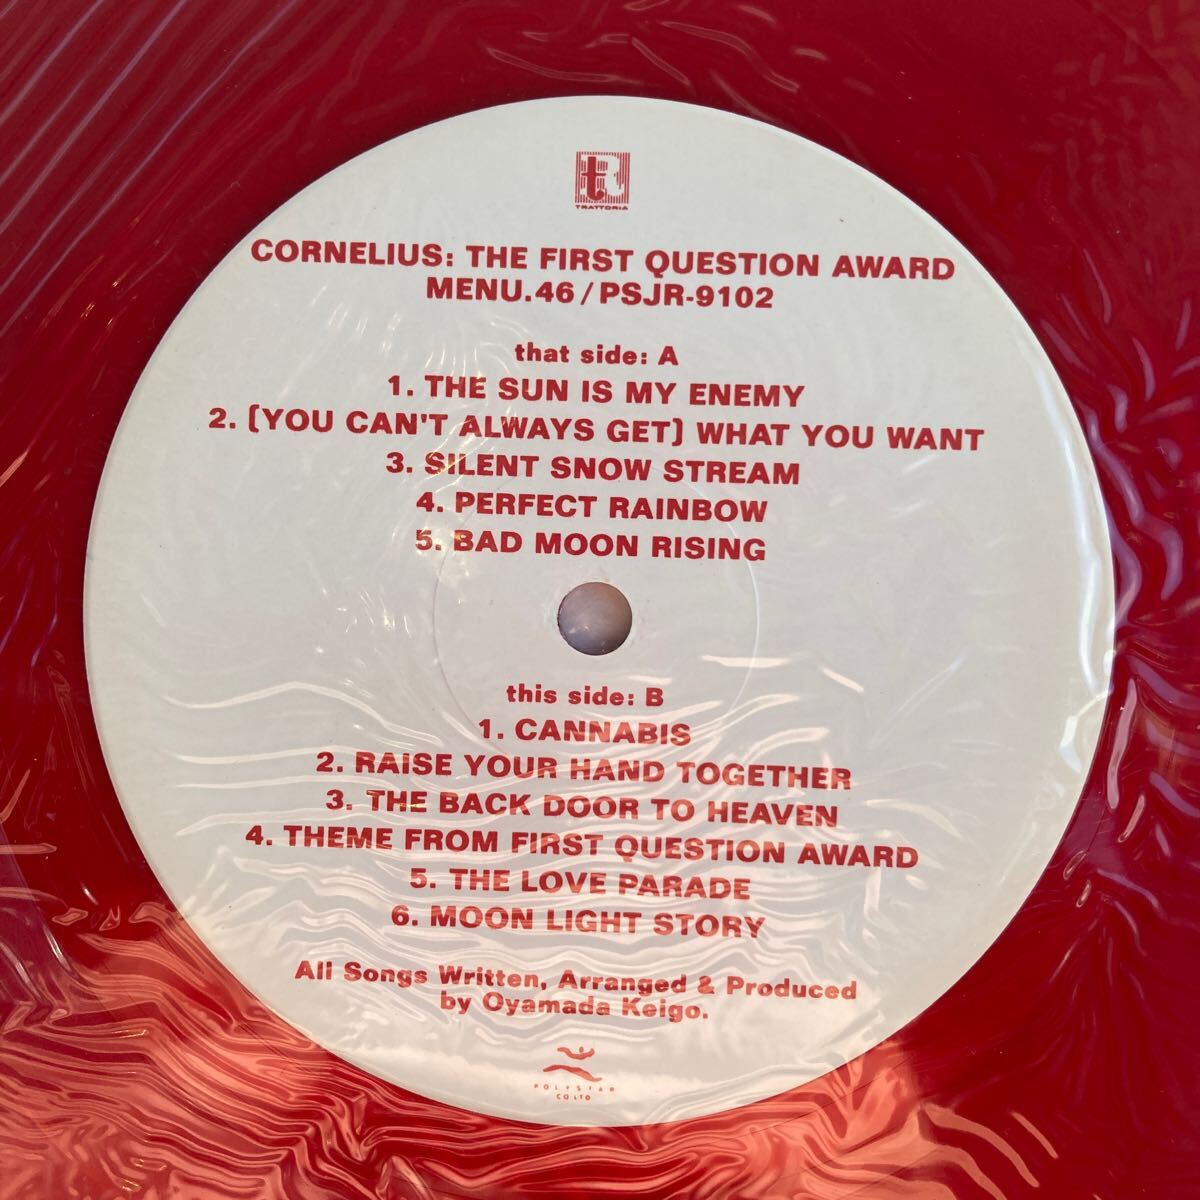 tR
TRATTORIA
CORNELIUS: THE FIRST QUESTION AWARD
MENU.46/PSJR-9102
that side: A
1. THE SUN IS MY ENEMY
2. (YOU CAN'T ALWAYS GET) WHAT YOU WANT
3. SILENT SNOW STREAM
4. PERFECT RAINBOW
5. BAD MOON RISING
this side: B
1. CANNABIS
2. RAISE YOUR HAND TOGETHER
3. THE BACK DOOR TO HEAVEN
4. THEME FROM FIRST QUESTION AWARD
5. THE LOVE PARADE
6. MOON LIGHT STORY
All Songs Written, Arranged & Produced
by Oyamada Keigo.
POLYSTAR
CO LTD